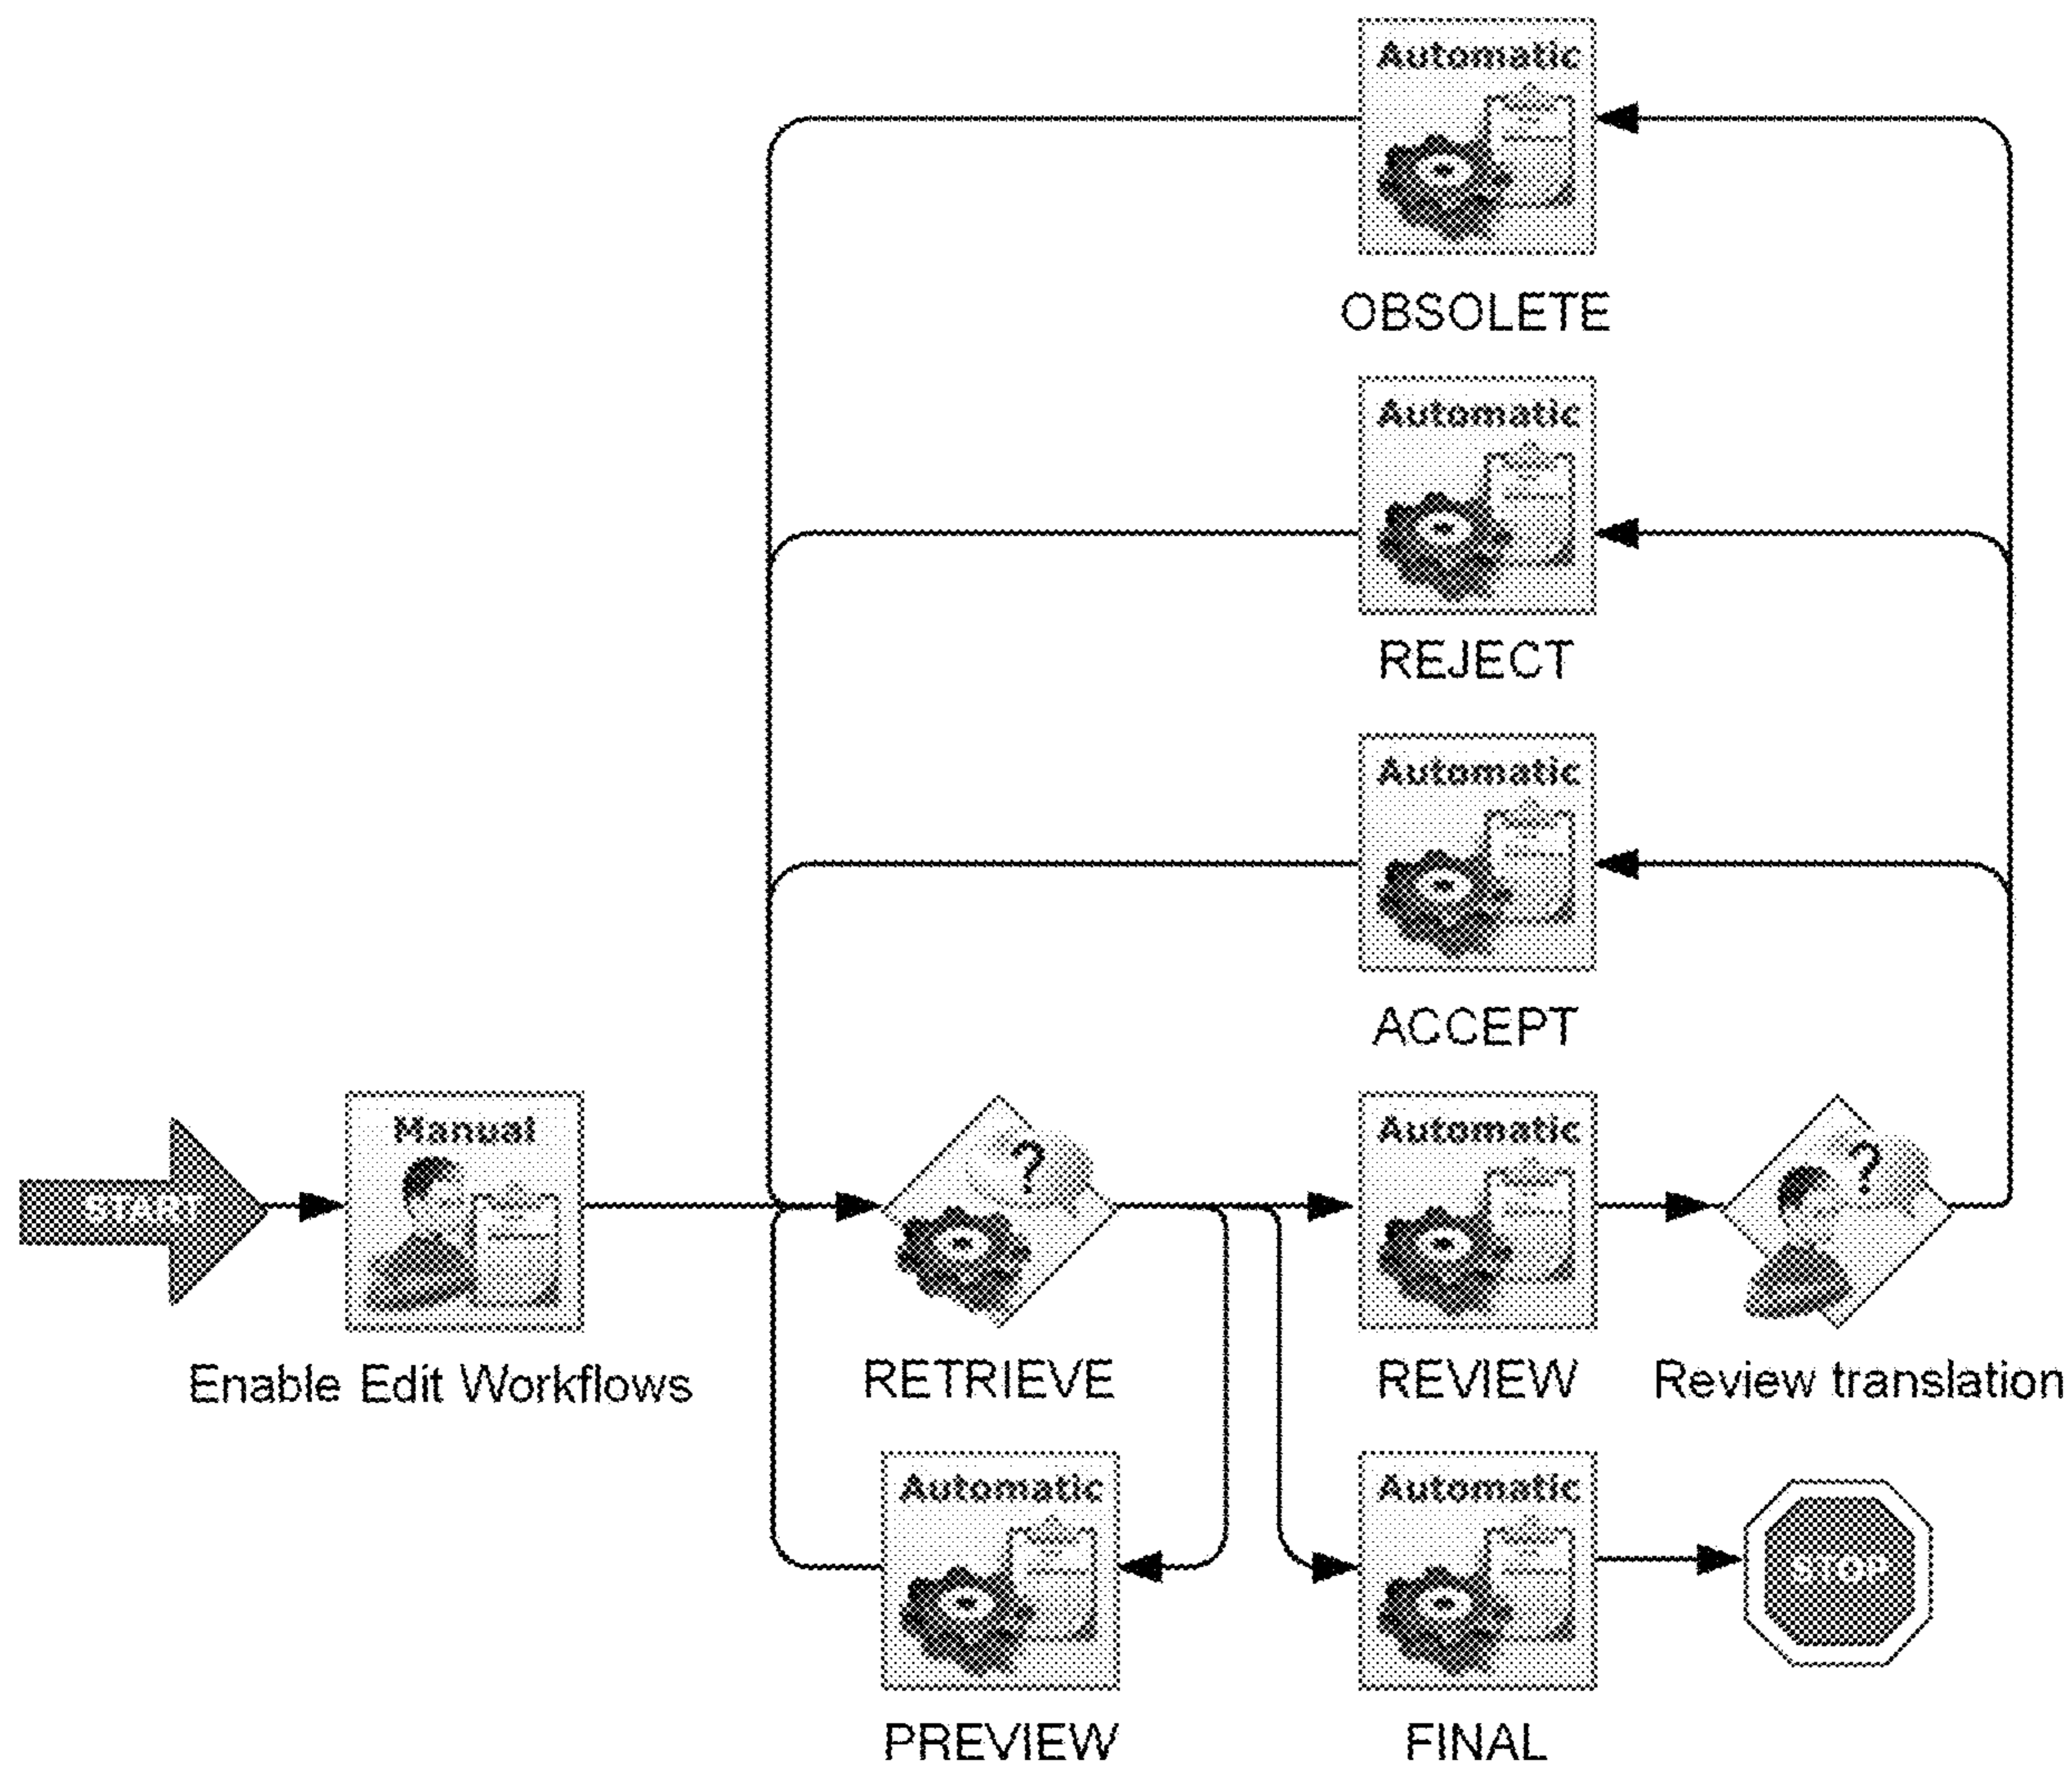 Automatic
OBSOLETE
Automatic
REJECT
Automatic
ACCEPT
START
Manual
?
Automatic
?
Enable Edit Workflows
RETRIEVE
REVIEW
Review translation
Automatic
Automatic
STOP
PREVIEW
FINAL